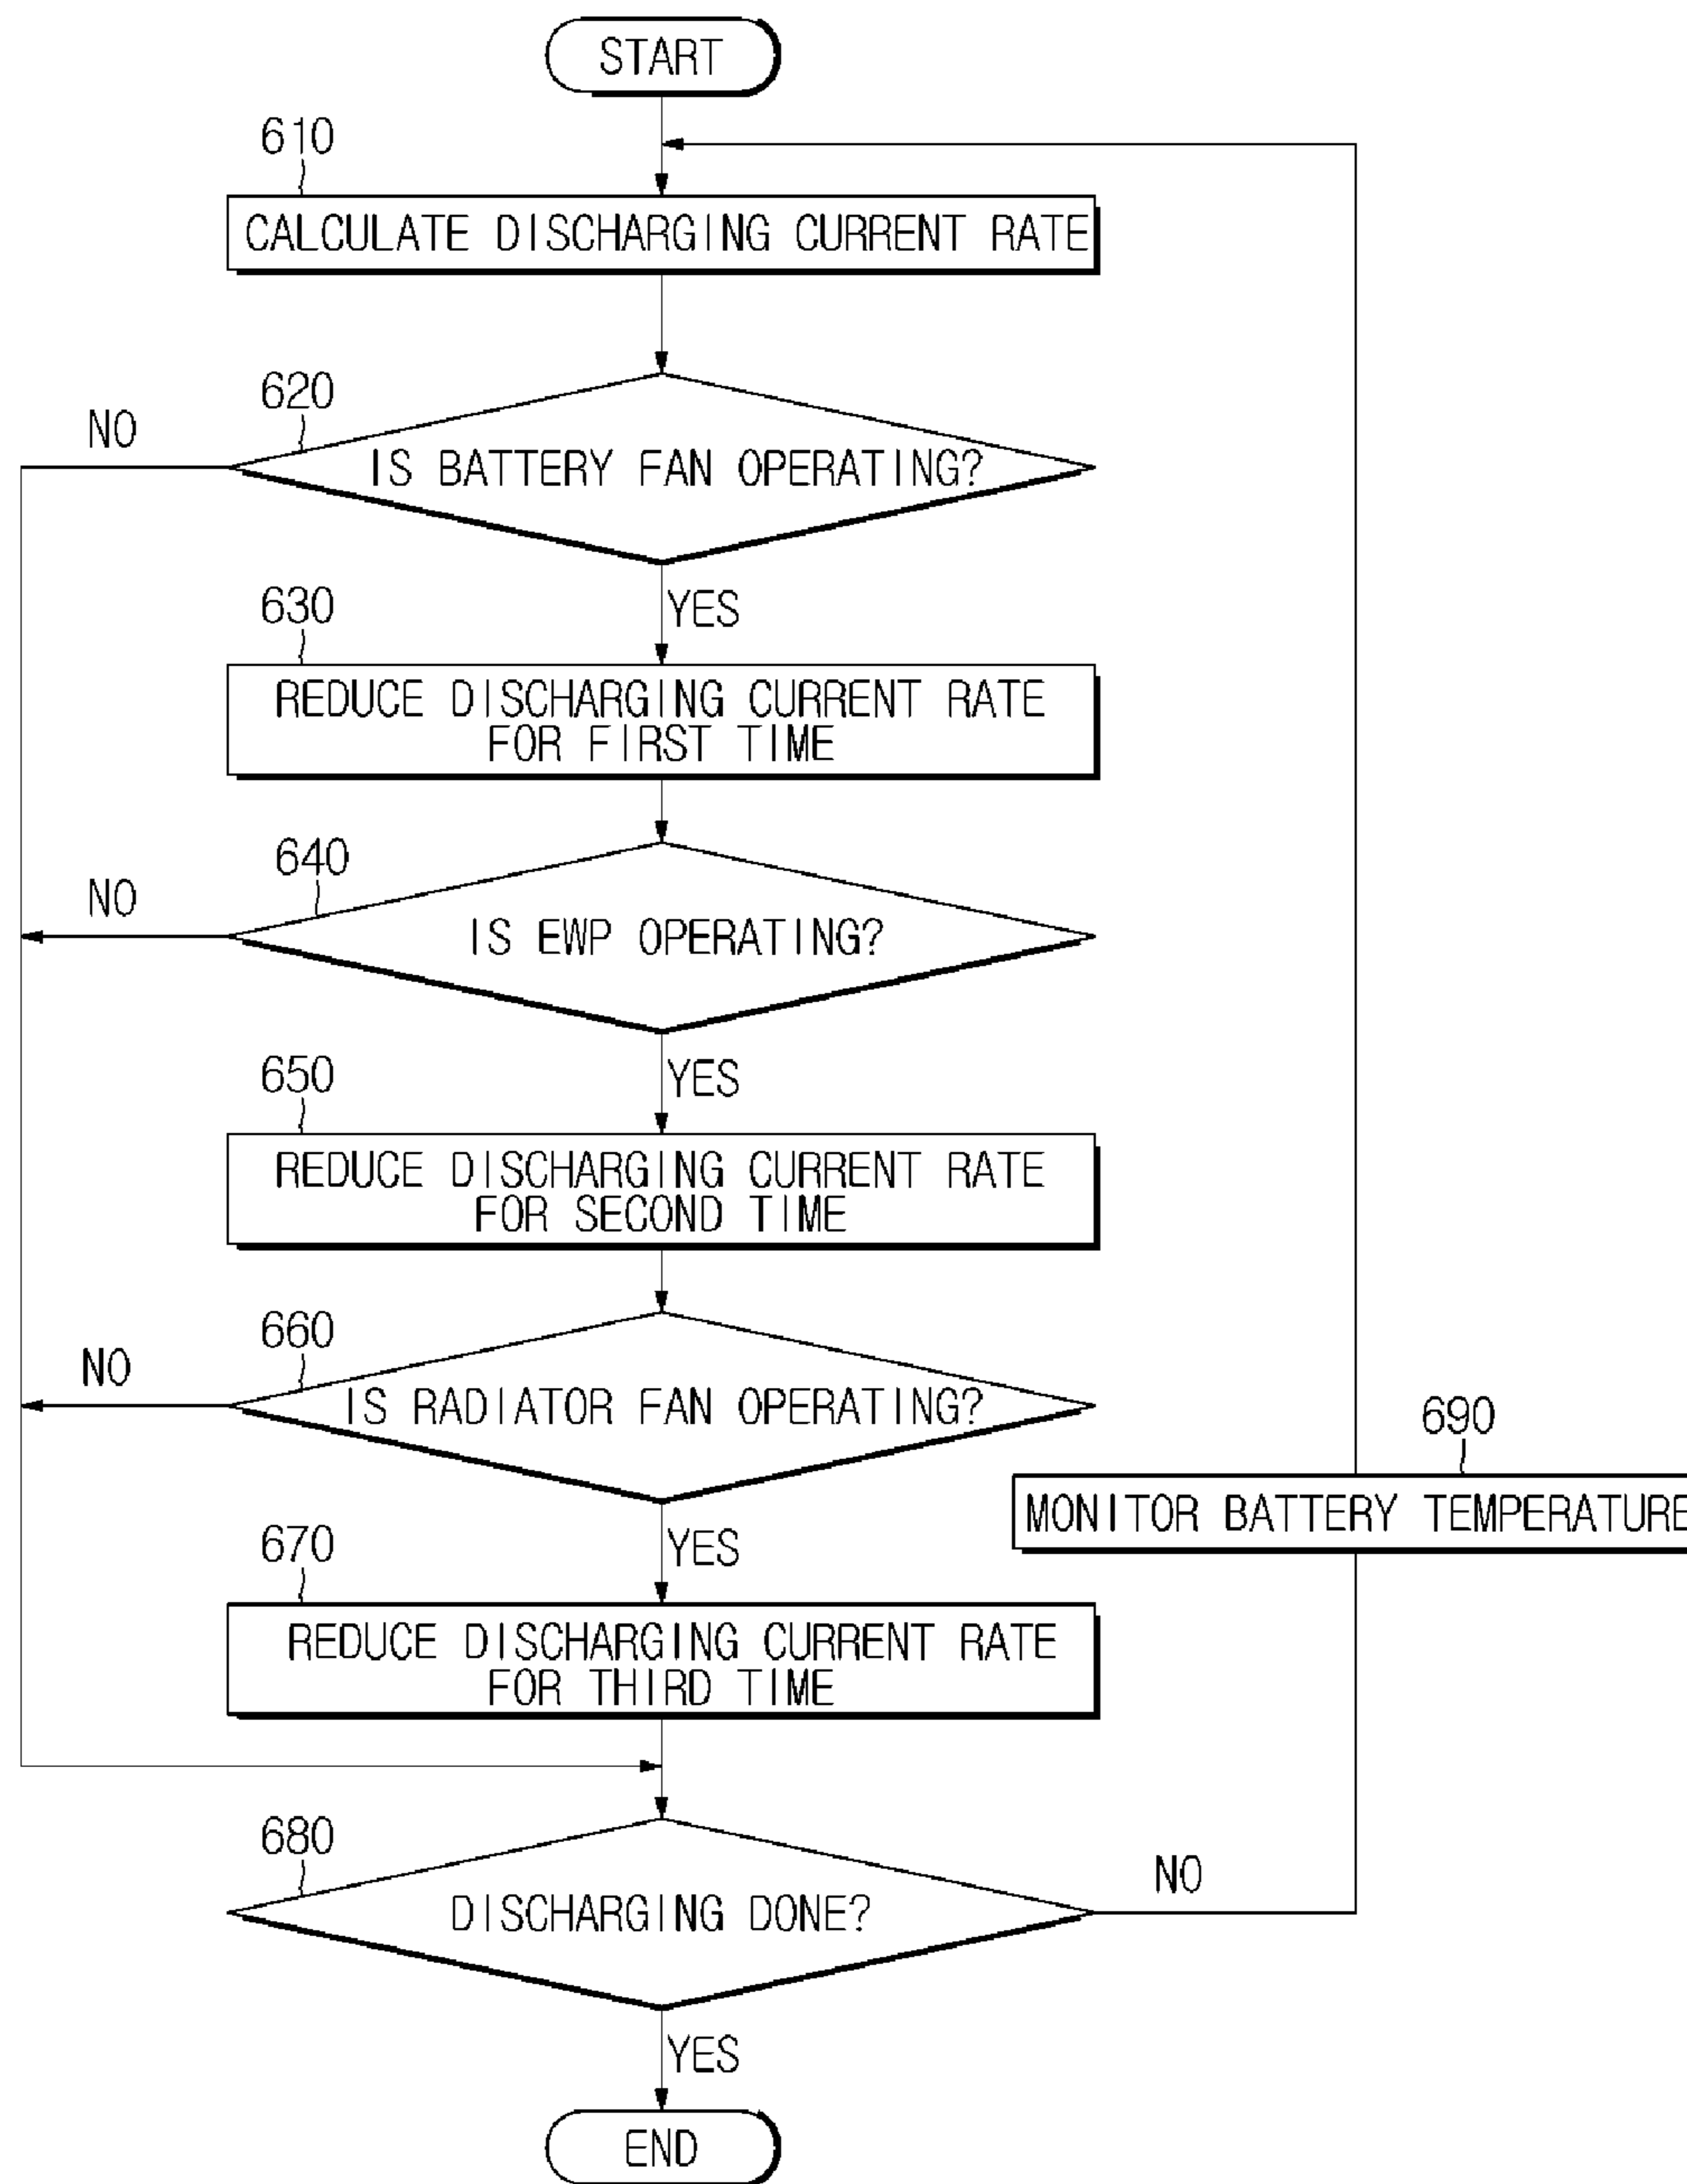 START
610
CALCULATE DISCHARGING CURRENT RATE
620
NO
IS BATTERY FAN OPERATING?
YES
630
REDUCE DISCHARGING CURRENT RATE
FOR FIRST TIME
640
NO
IS EWP OPERATING?
YES
650
REDUCE DISCHARGING CURRENT RATE
FOR SECOND TIME
660
NO
IS RADIATOR FAN OPERATING?
690
MONITOR BATTERY TEMPERATURE
YES
670
REDUCE DISCHARGING CURRENT RATE
FOR THIRD TIME
680
NO
DISCHARGING DONE?
YES
END